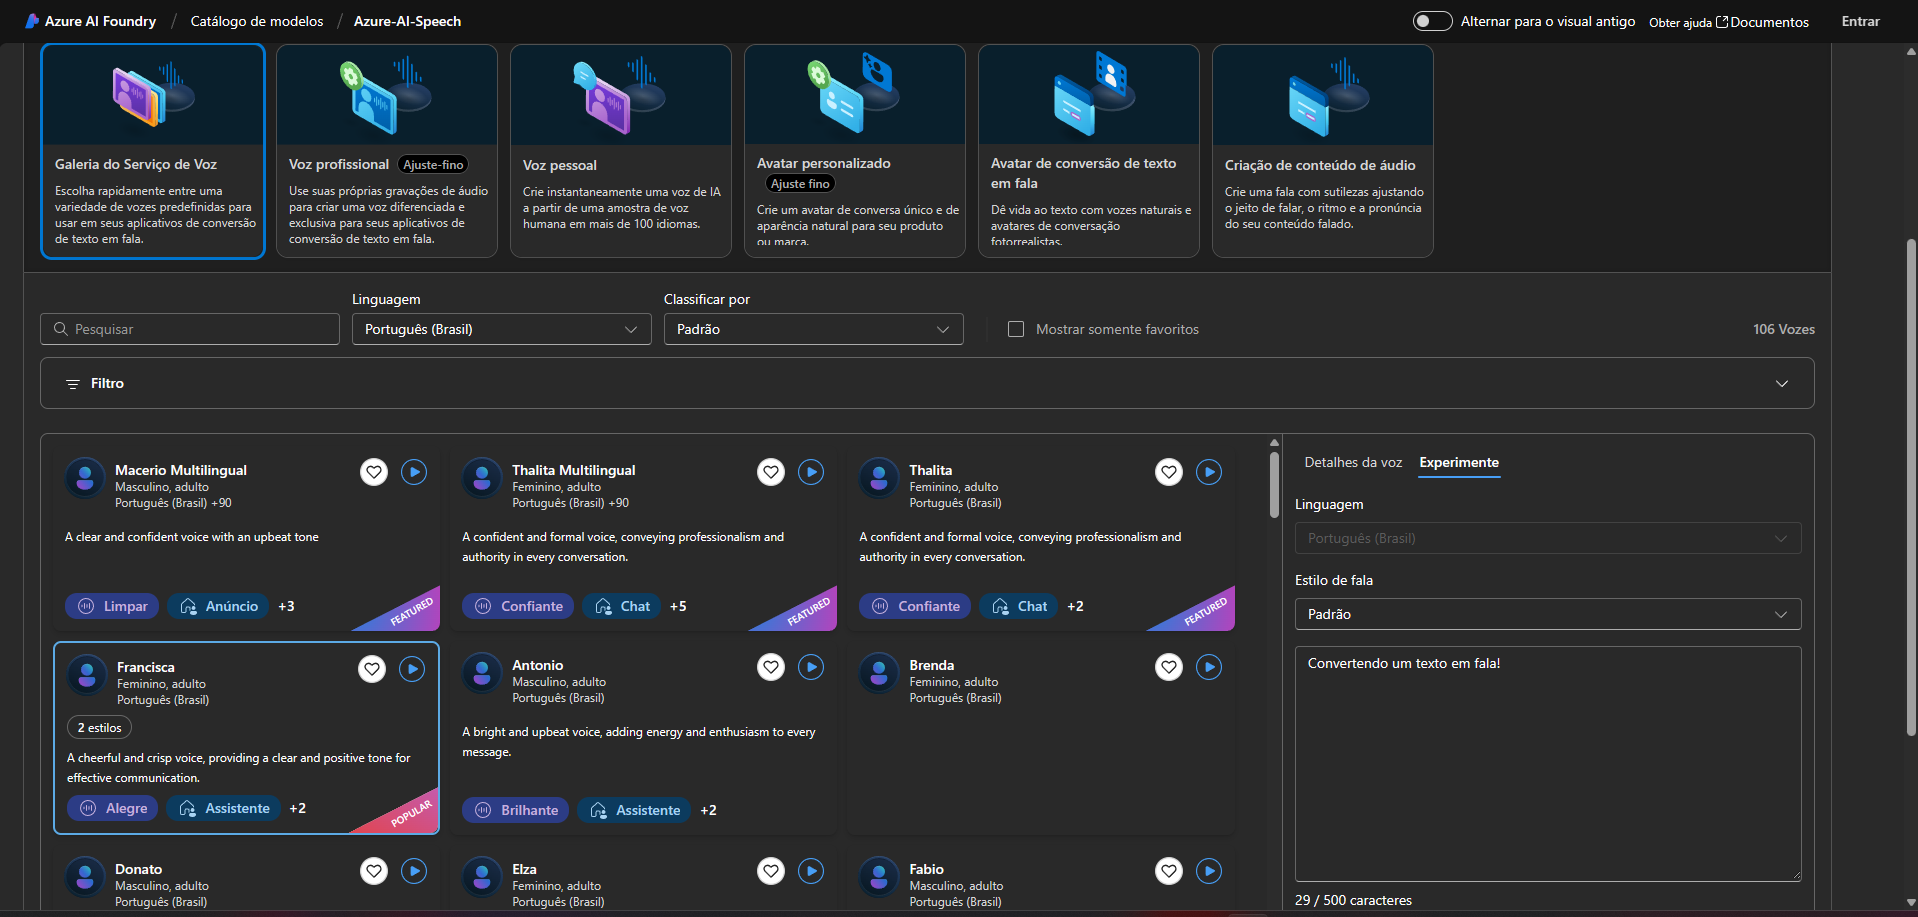 Azure AI Foundry / Catálogo de modelos / Azure-AI-Speech
Alternar para o visual antigo
Obter ajuda
Documentos
Entrar
Galeria do Serviço de Voz
Escolha rapidamente entre uma
variedade de vozes predefinidas para
usar em seus aplicativos de conversão
de texto em fala.
Voz profissional
Ajuste-fino
Use suas próprias gravações de áudio
para criar uma voz diferenciada e
exclusiva para seus aplicativos de
conversão de texto em fala.
Voz pessoal
Crie instantaneamente uma voz de IA
a partir de uma amostra de voz
humana em mais de 100 idiomas.
Avatar personalizado
Ajuste fino
Crie um avatar de conversa único e de
aparência natural para seu produto
ou marca.
Avatar de conversão de texto
em fala
Dê vida ao texto com vozes naturais e
avatares de conversação
fotorrealistas.
Criação de conteúdo de áudio
Crie uma fala com sutilezas ajustando
o jeito de falar, o ritmo e a pronúncia
do seu conteúdo falado.
Pesquisar
Linguagem
Português (Brasil)
Classificar por
Padrão
Mostrar somente favoritos
106 Vozes
Filtro
Macerio Multilingual
Masculino, adulto
Português (Brasil) +90
A clear and confident voice with an upbeat tone
Limpar
Anúncio
+3
FEATURED
Thalita Multilingual
Feminino, adulto
Português (Brasil) +90
A confident and formal voice, conveying professionalism and
authority in every conversation.
Confiante
Chat
+5
FEATURED
Thalita
Feminino, adulto
Português (Brasil)
A confident and formal voice, conveying professionalism and
authority in every conversation.
Confiante
Chat
+2
FEATURED
Francisca
Feminino, adulto
Português (Brasil)
2 estilos
A cheerful and crisp voice, providing a clear and positive tone for
effective communication.
Alegre
Assistente
+2
POPULAR
Antonio
Masculino, adulto
Português (Brasil)
A bright and upbeat voice, adding energy and enthusiasm to every
message.
Brilhante
Assistente
+2
Brenda
Feminino, adulto
Português (Brasil)
Donato
Masculino, adulto
Português (Brasil)
Elza
Feminino, adulto
Português (Brasil)
Fabio
Masculino, adulto
Português (Brasil)
Detalhes da voz
Experimente
Linguagem
Português (Brasil)
Estilo de fala
Padrão
Convertendo um texto em fala!
29 / 500 caracteres